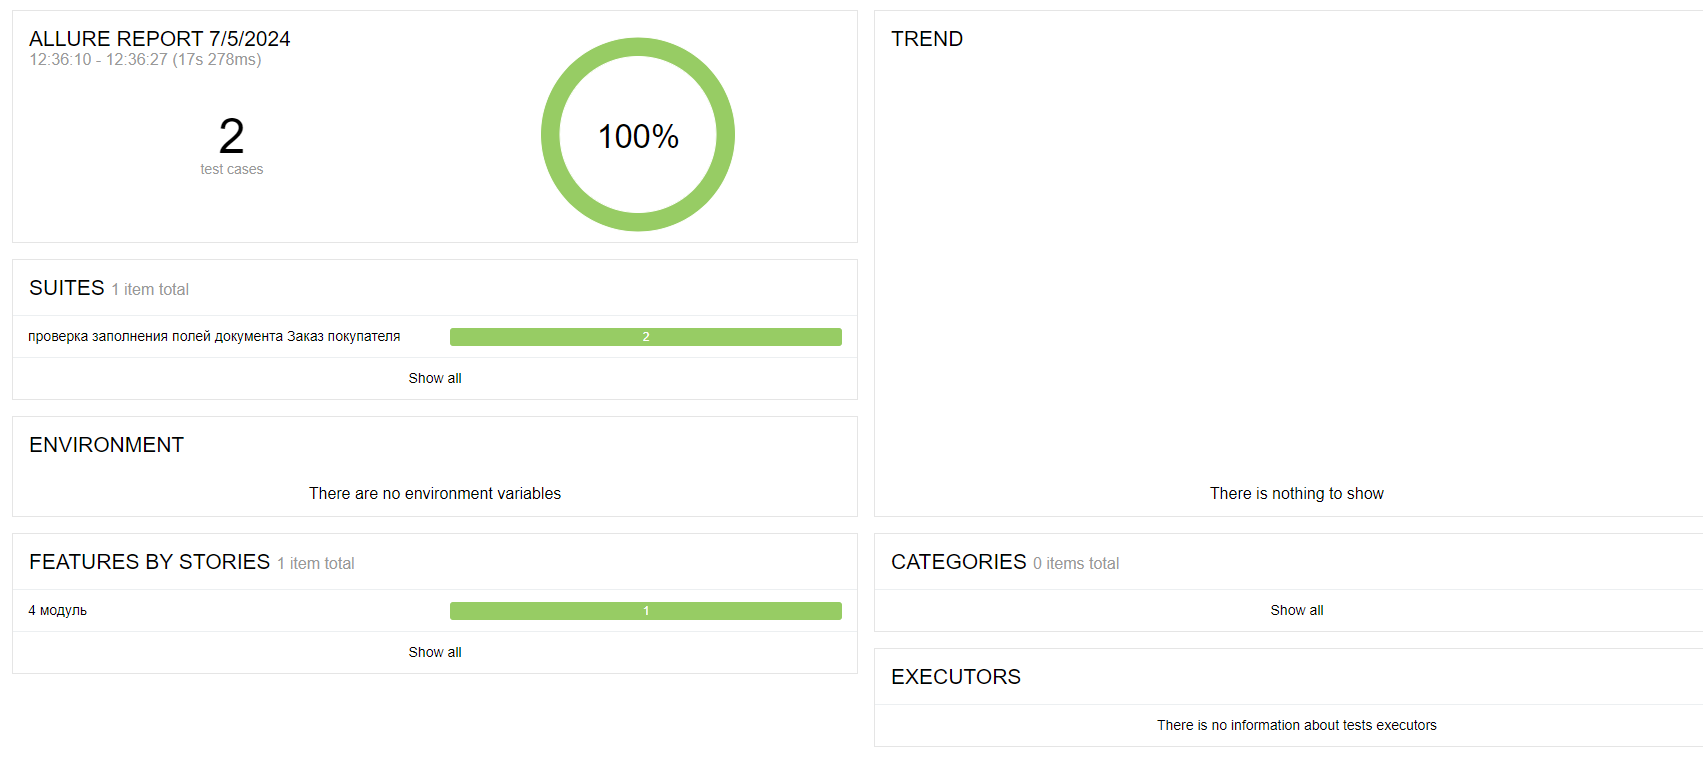 ALLURE REPORT 7/5/2024
12:36:10 - 12:36:27 (17s 278ms)
2
test cases
100%
SUITES 1 item total
проверка заполнения полей документа Заказ покупателя 2
Show all
ENVIRONMENT
There are no environment variables
FEATURES BY STORIES 1 item total
4 модуль 1
Show all
TREND
There is nothing to show
CATEGORIES 0 items total
Show all
EXECUTORS
There is no information about tests executors